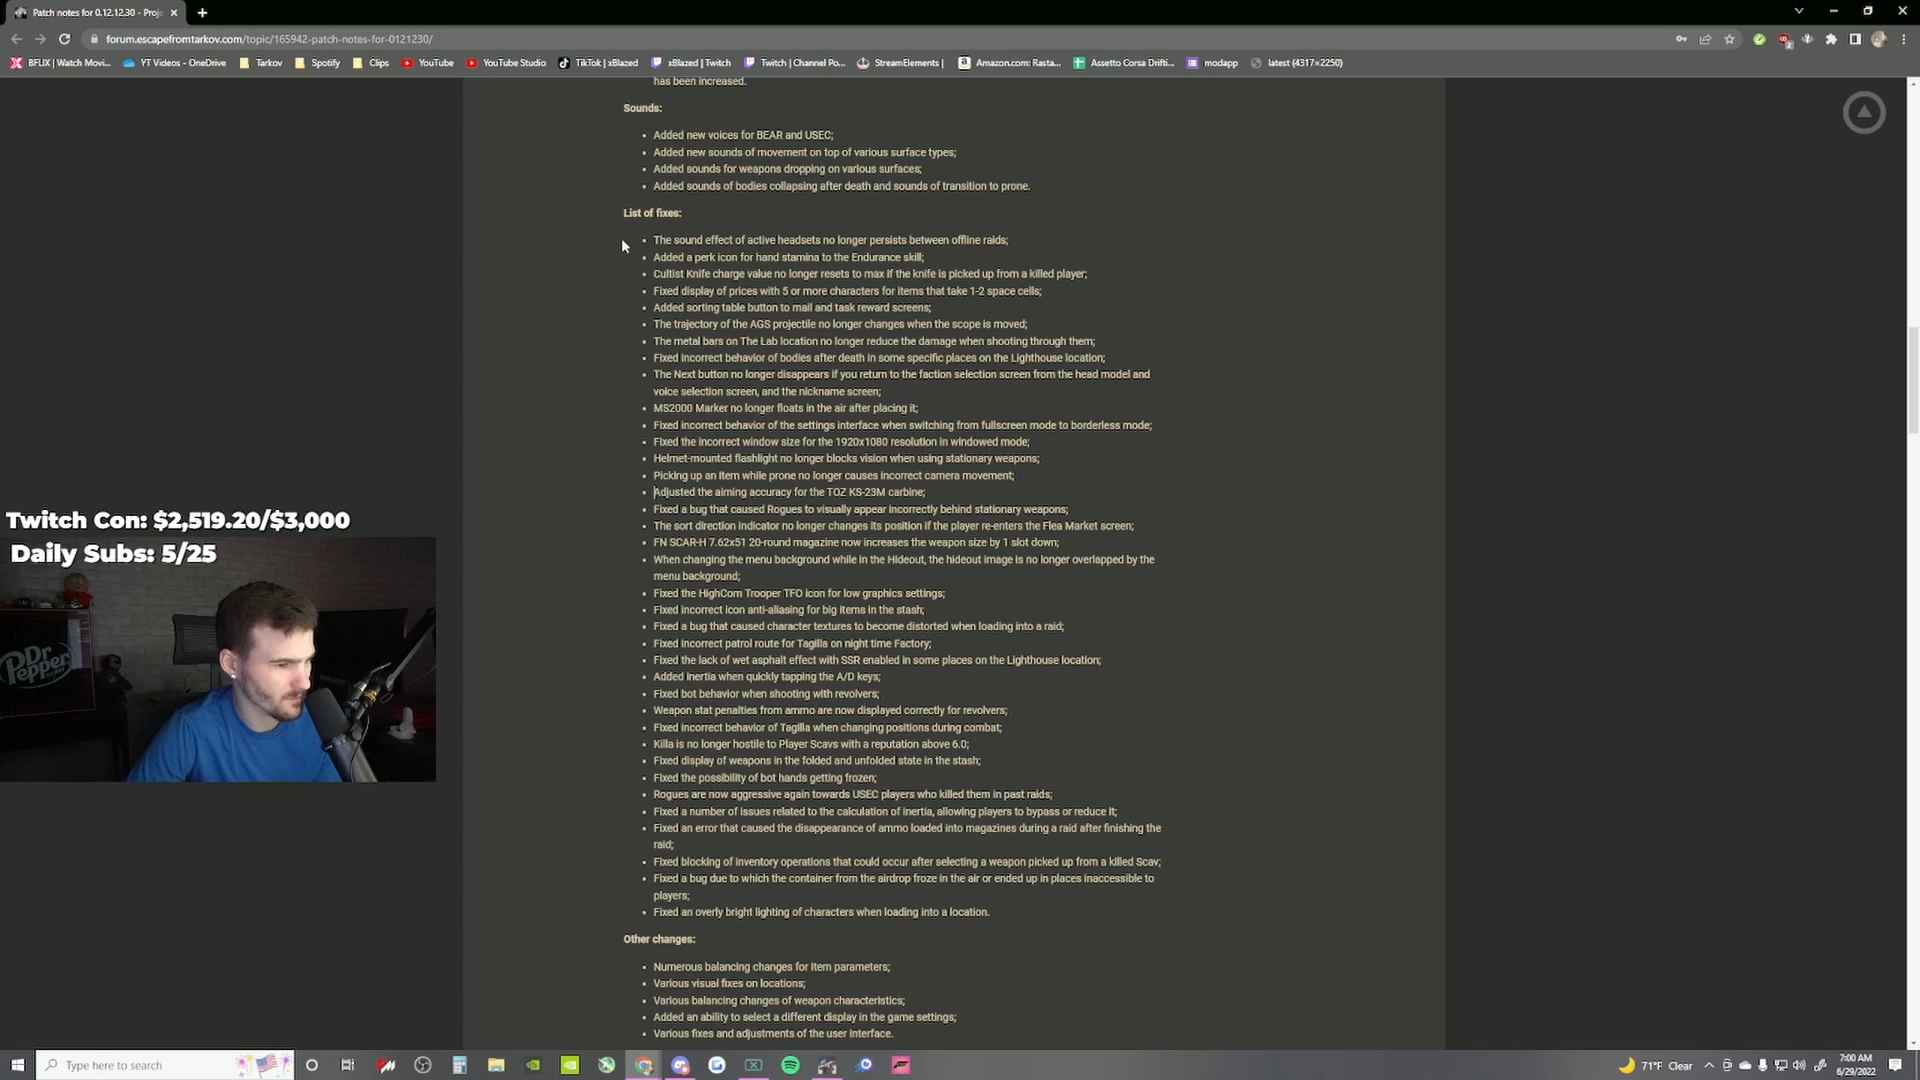 Patch notes for 0.12.12.30 - Proj
forum.escapefromtarkov.com/topic/165942-patch-notes-for-0121230/
BFLIX | Watch Movi... YT Videos - OneDrive Tarkov Spotify Clips YouTube YouTube Studio TikTok | xBlazed xBlazed | Twitch Twitch | Channel Po... StreamElements | Amazon.com: Rasta... Assetto Corsa Drifti... modapp latest (4317×2250)
has been increased.
Sounds:
• Added new voices for BEAR and USEC;
• Added new sounds of movement on top of various surface types;
• Added sounds for weapons dropping on various surfaces;
• Added sounds of bodies collapsing after death and sounds of transition to prone.
List of fixes:
• The sound effect of active headsets no longer persists between offline raids;
• Added a perk icon for hand stamina to the Endurance skill;
• Cultist Knife charge value no longer resets to max if the knife is picked up from a killed player;
• Fixed display of prices with 5 or more characters for items that take 1-2 space cells;
• Added sorting table button to mail and task reward screens;
• The trajectory of the AGS projectile no longer changes when the scope is moved;
• The metal bars on The Lab location no longer reduce the damage when shooting through them;
• Fixed incorrect behavior of bodies after death in some specific places on the Lighthouse location;
• The Next button no longer disappears if you return to the faction selection screen from the head model and
voice selection screen, and the nickname screen;
• MS2000 Marker no longer floats in the air after placing it;
• Fixed incorrect behavior of the settings interface when switching from fullscreen mode to borderless mode;
• Fixed the incorrect window size for the 1920x1080 resolution in windowed mode;
• Helmet-mounted flashlight no longer blocks vision when using stationary weapons;
• Picking up an item while prone no longer causes incorrect camera movement;
• Adjusted the aiming accuracy for the TOZ KS-23M carbine;
• Fixed a bug that caused Rogues to visually appear incorrectly behind stationary weapons;
• The sort direction indicator no longer changes its position if the player re-enters the Flea Market screen;
• FN SCAR-H 7.62x51 20-round magazine now increases the weapon size by 1 slot down;
• When changing the menu background while in the Hideout, the hideout image is no longer overlapped by the
menu background;
• Fixed the HighCom Trooper TFO icon for low graphics settings;
• Fixed incorrect icon anti-aliasing for big items in the stash;
• Fixed a bug that caused character textures to become distorted when loading into a raid;
• Fixed incorrect patrol route for Tagilla on night time Factory;
• Fixed the lack of wet asphalt effect with SSR enabled in some places on the Lighthouse location;
• Added inertia when quickly tapping the A/D keys;
• Fixed bot behavior when shooting with revolvers;
• Weapon stat penalties from ammo are now displayed correctly for revolvers;
• Fixed incorrect behavior of Tagilla when changing positions during combat;
• Killa is no longer hostile to Player Scavs with a reputation above 6.0;
• Fixed display of weapons in the folded and unfolded state in the stash;
• Fixed the possibility of bot hands getting frozen;
• Rogues are now aggressive again towards USEC players who killed them in past raids;
• Fixed a number of issues related to the calculation of inertia, allowing players to bypass or reduce it;
• Fixed an error that caused the disappearance of ammo loaded into magazines during a raid after finishing the
raid;
• Fixed blocking of inventory operations that could occur after selecting a weapon picked up from a killed Scav;
• Fixed a bug due to which the container from the airdrop froze in the air or ended up in places inaccessible to
players;
• Fixed an overly bright lighting of characters when loading into a location.
Other changes:
• Numerous balancing changes for item parameters;
• Various visual fixes on locations;
• Various balancing changes of weapon characteristics;
• Added an ability to select a different display in the game settings;
• Various fixes and adjustments of the user interface.
Twitch Con: $2,519.20/$3,000
Daily Subs: 5/25
Dr Pepper
Type here to search
71°F Clear
7:00 AM
6/29/2022